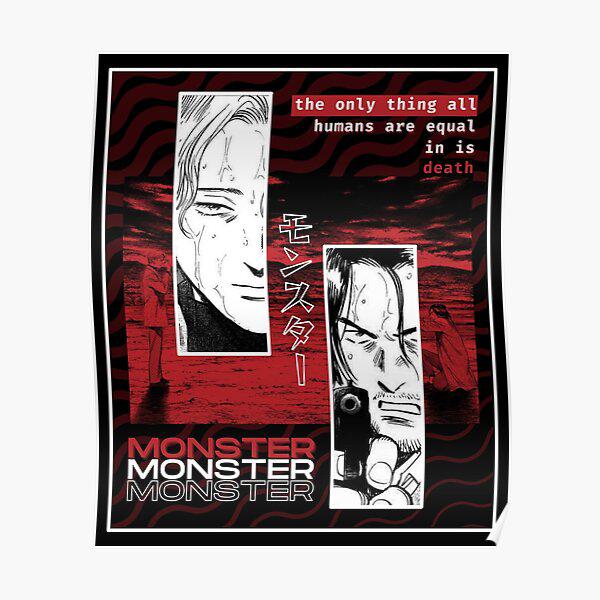 the only thing all
humans are equal
in is
death
モンスター
MONSTER
MONSTER
MONSTER